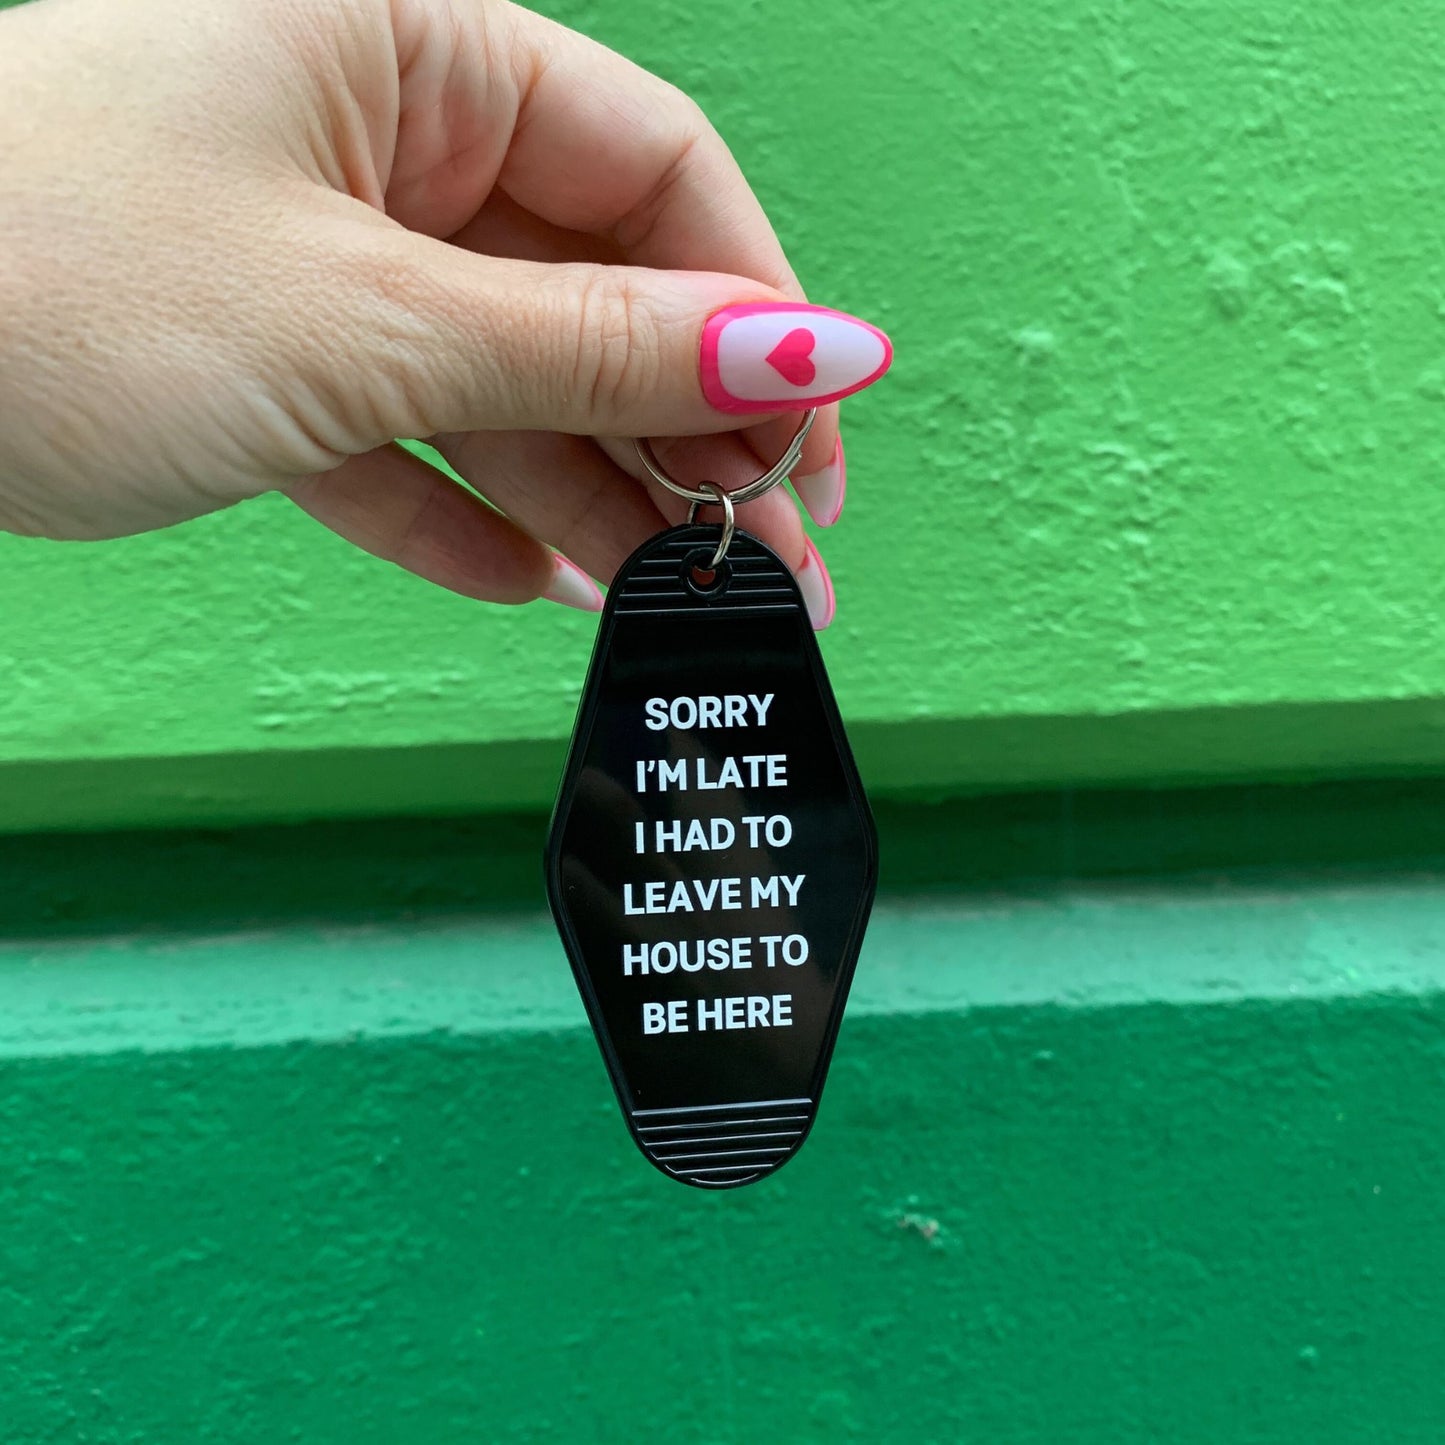 SORRY
I'M LATE
I HAD TO
LEAVE MY
HOUSE TO
BE HERE